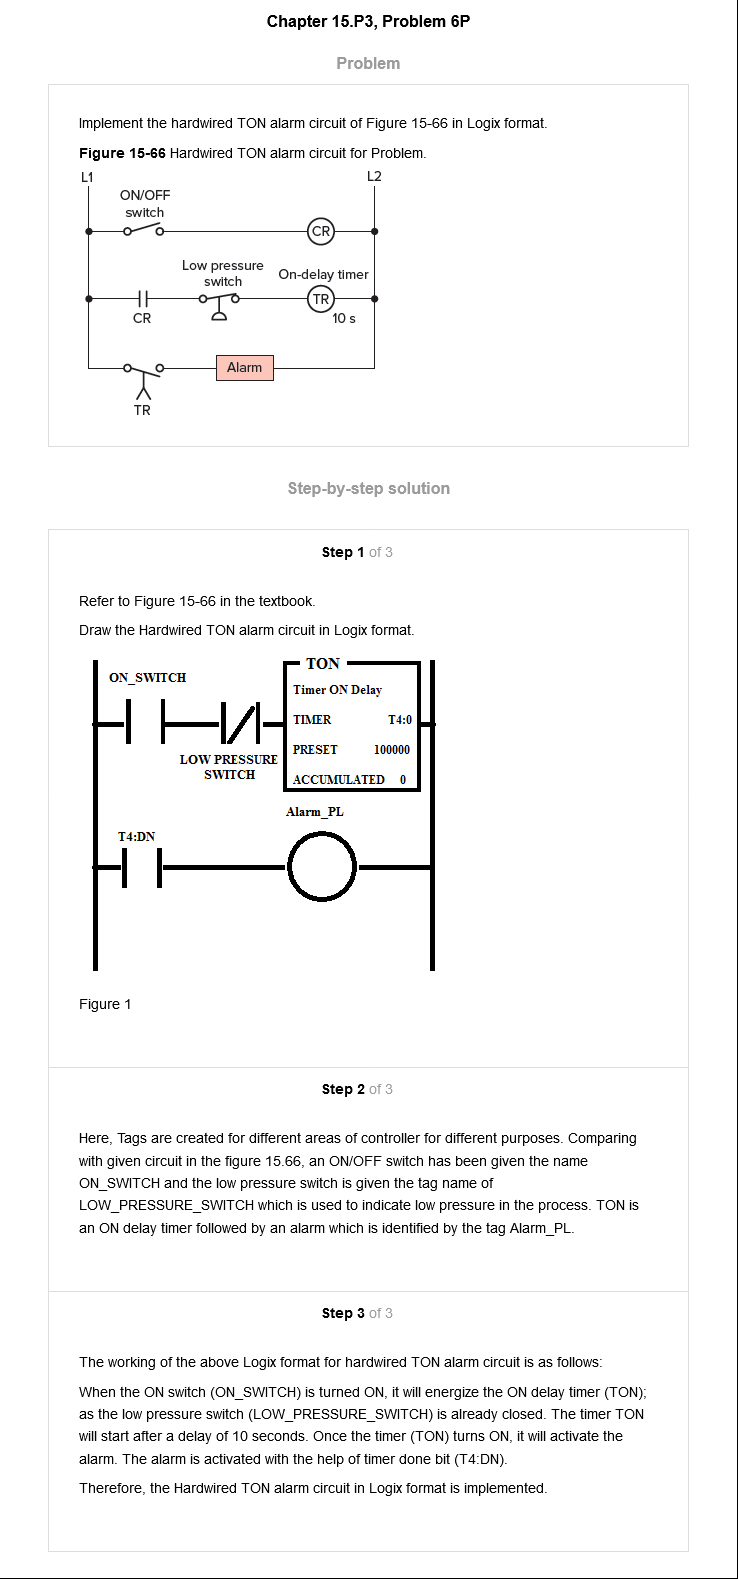 Chapter 15.P3, Problem 6P
Problem
Implement the hardwired TON alarm circuit of Figure 15-66 in Logix format.
Figure 15-66 Hardwired TON alarm circuit for Problem.
L1
L2
ON/OFF
switch
CR
Low pressure
switch
On-delay timer
TR
10 s
CR
Alarm
TR
Step-by-step solution
Step 1 of 3
Refer to Figure 15-66 in the textbook.
Draw the Hardwired TON alarm circuit in Logix format.
TON
ON_SWITCH
Timer ON Delay
TIMER T4:0
LOW PRESSURE
SWITCH
PRESET 100000
ACCUMULATED 0
Alarm_PL
T4:DN
Figure 1
Step 2 of 3
Here, Tags are created for different areas of controller for different purposes. Comparing
with given circuit in the figure 15.66, an ON/OFF switch has been given the name
ON_SWITCH and the low pressure switch is given the tag name of
LOW_PRESSURE_SWITCH which is used to indicate low pressure in the process. TON is
an ON delay timer followed by an alarm which is identified by the tag Alarm_PL.
Step 3 of 3
The working of the above Logix format for hardwired TON alarm circuit is as follows:
When the ON switch (ON_SWITCH) is turned ON, it will energize the ON delay timer (TON);
as the low pressure switch (LOW_PRESSURE_SWITCH) is already closed. The timer TON
will start after a delay of 10 seconds. Once the timer (TON) turns ON, it will activate the
alarm. The alarm is activated with the help of timer done bit (T4:DN).
Therefore, the Hardwired TON alarm circuit in Logix format is implemented.